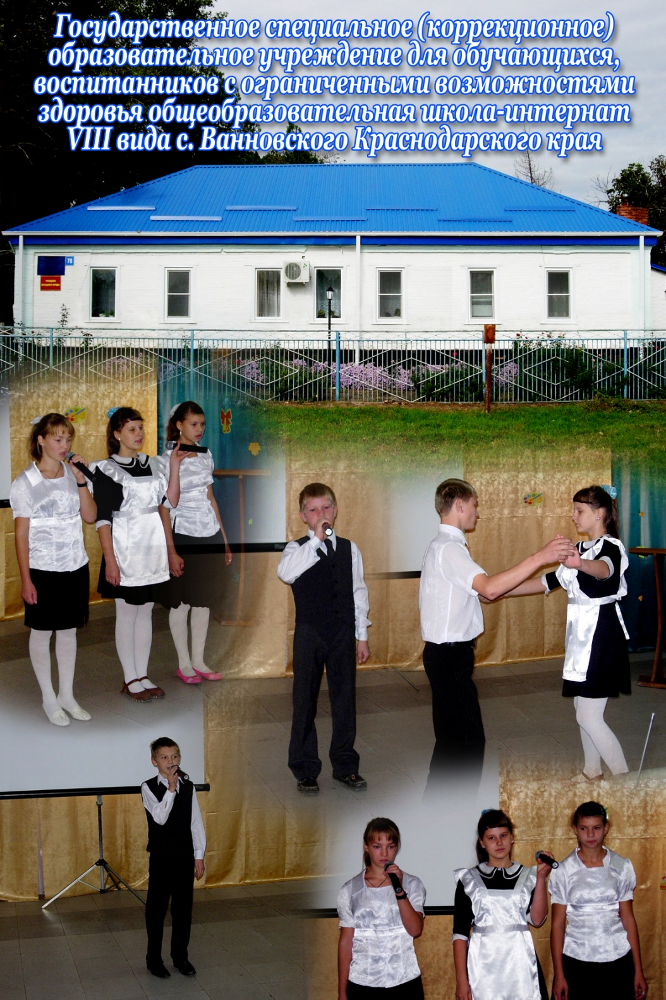 Государственное специальное (коррекционное)
образовательное учреждение для обучающихся,
воспитанников с ограниченными возможностями
здоровья общеобразовательная школа-интернат
VIII вида с. Ванновского Краснодарского края
78